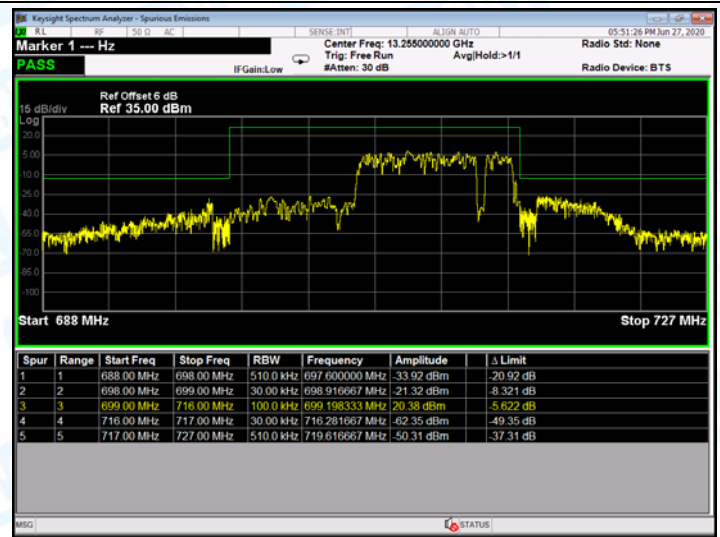 Keysight Spectrum Analyzer - Spurious Emissions
RL RF 50 Ω AC SENSE:INT ALIGN AUTO 05:51:26 PM Jun 27, 2020
Marker 1 --- Hz Center Freq: 13.255000000 GHz Radio Std: None
Trig: Free Run Avg|Hold:>1/1
PASS IFGain:Low #Atten: 30 dB Radio Device: BTS
Ref Offset 6 dB
15 dB/div Ref 35.00 dBm
Log
20.0
5.00
-10.0
-25.0
-40.0
-55.0
-70.0
-85.0
-100
Start 688 MHz Stop 727 MHz
Spur Range Start Freq Stop Freq RBW Frequency Amplitude Δ Limit
1 1 688.00 MHz 698.00 MHz 510.0 kHz 697.600000 MHz -33.92 dBm -20.92 dB
2 2 698.00 MHz 699.00 MHz 30.00 kHz 698.916667 MHz -21.32 dBm -8.321 dB
3 3 699.00 MHz 716.00 MHz 100.0 kHz 699.198333 MHz 20.38 dBm -5.622 dB
4 4 716.00 MHz 717.00 MHz 30.00 kHz 716.281667 MHz -62.35 dBm -49.35 dB
5 5 717.00 MHz 727.00 MHz 510.0 kHz 719.616667 MHz -50.31 dBm -37.31 dB
MSG STATUS